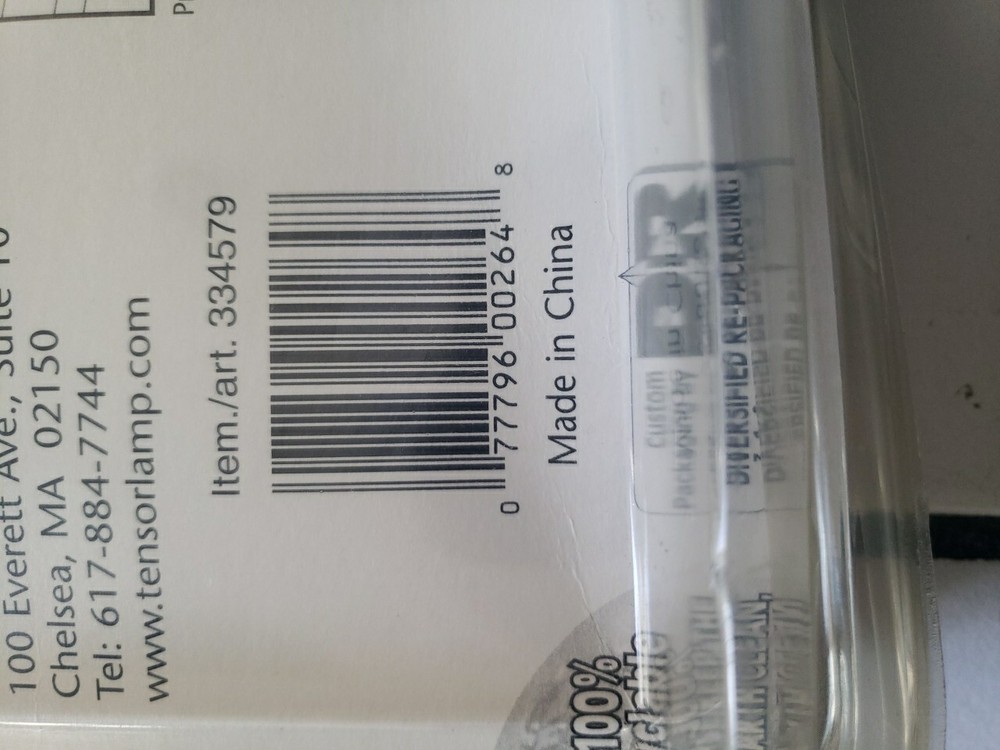 100 Everett Ave., Suite 10
Chelsea, MA 02150
Tel: 617-884-7744
www.tensorlamp.com
Item./art. 334579
0 77796 00264 8
Made in China
Custom
Packaging By
DIVERSIFIED RE-PACKAGING
100%